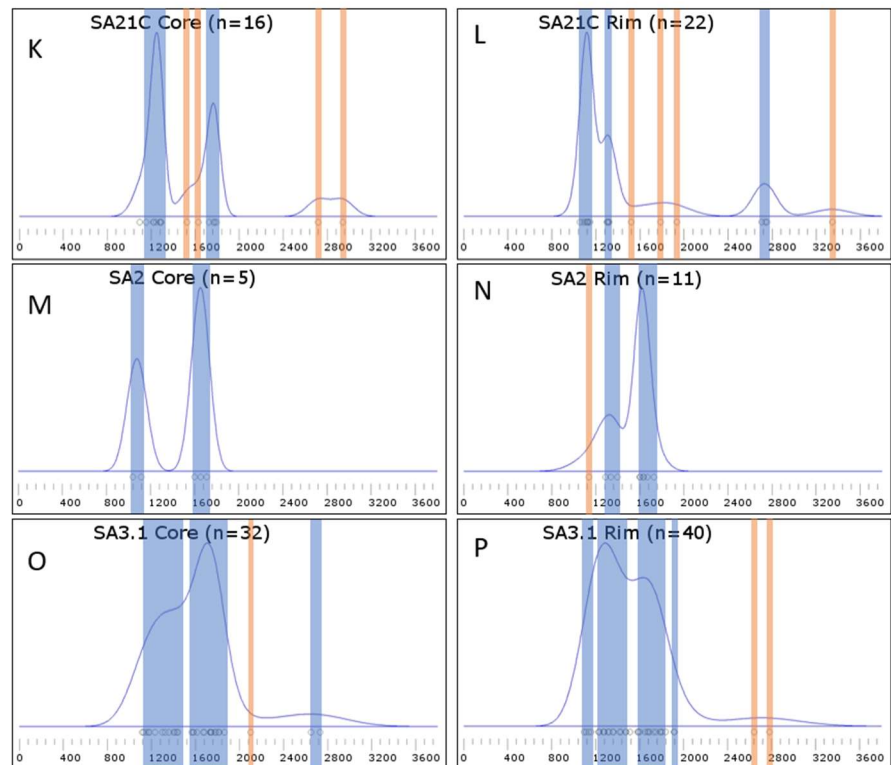 SA21C Core (n=16)
K
0 400 800 1200 1600 2000 2400 2800 3200 3600
SA21C Rim (n=22)
L
0 400 800 1200 1600 2000 2400 2800 3200 3600
SA2 Core (n=5)
M
0 400 800 1200 1600 2000 2400 2800 3200 3600
SA2 Rim (n=11)
N
0 400 800 1200 1600 2000 2400 2800 3200 3600
SA3.1 Core (n=32)
O
0 400 800 1200 1600 2000 2400 2800 3200 3600
SA3.1 Rim (n=40)
P
0 400 800 1200 1600 2000 2400 2800 3200 3600